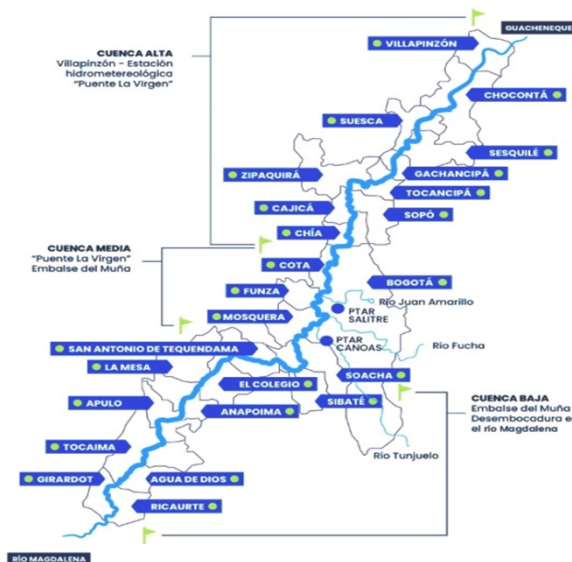 GUACHENEQUE
VILLAPINZÓN
CUENCA ALTA
Villapinzón - Estación
hidrometereológica
"Puente La Virgen"
CHOCONTÁ
SUESCA
SESQUILÉ
ZIPAQUIRÁ
GACHANCIPÁ
TOCANCIPÁ
CAJICÁ
SOPÓ
CHÍA
CUENCA MEDIA
"Puente La Virgen"
Embalse del Muña
COTA
BOGOTÁ
FUNZA
Río Juan Amarillo
PTAR
SALITRE
MOSQUERA
PTAR
CANOAS
Río Fucha
SAN ANTONIO DE TEQUENDAMA
LA MESA
SOACHA
EL COLEGIO
CUENCA BAJA
Embalse del Muña
Desembocadura e
el río Magdalena
APULO
SIBATÉ
ANAPOIMA
TOCAIMA
Río Tunjuelo
GIRARDOT
AGUA DE DIOS
RICAURTE
RÍO MAGDALENA